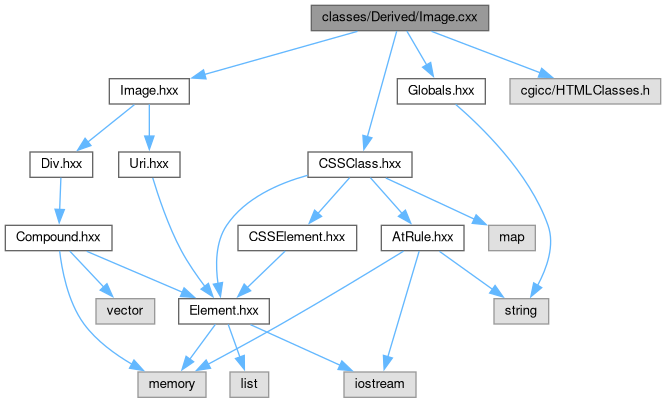 classes/Derived/Image.cxx
Image.hxx
Globals.hxx
cgicc/HTMLClasses.h
Div.hxx
Uri.hxx
CSSClass.hxx
Compound.hxx
CSSElement.hxx
AtRule.hxx
map
vector
Element.hxx
string
memory
list
iostream